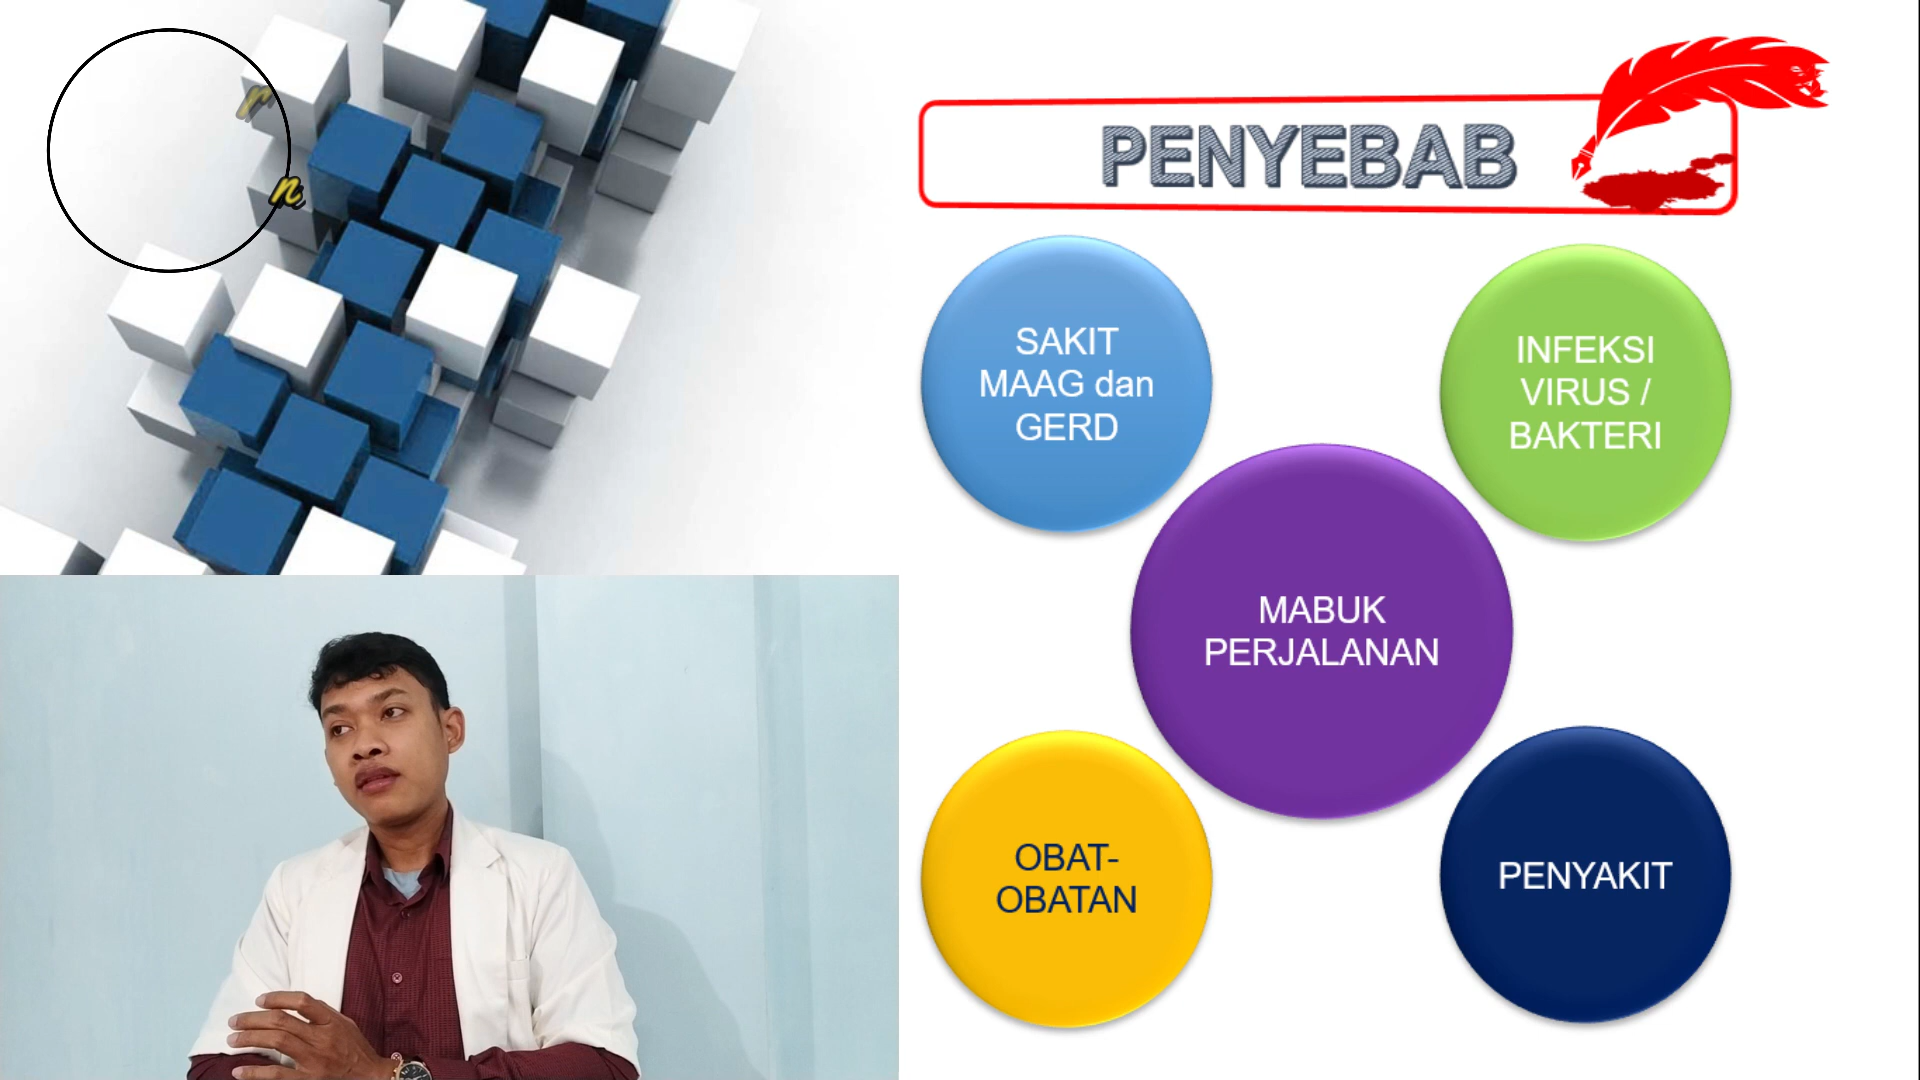 r
n
PENYEBAB
SAKIT
MAAG dan
GERD
INFEKSI
VIRUS /
BAKTERI
MABUK
PERJALANAN
OBAT-
OBATAN
PENYAKIT